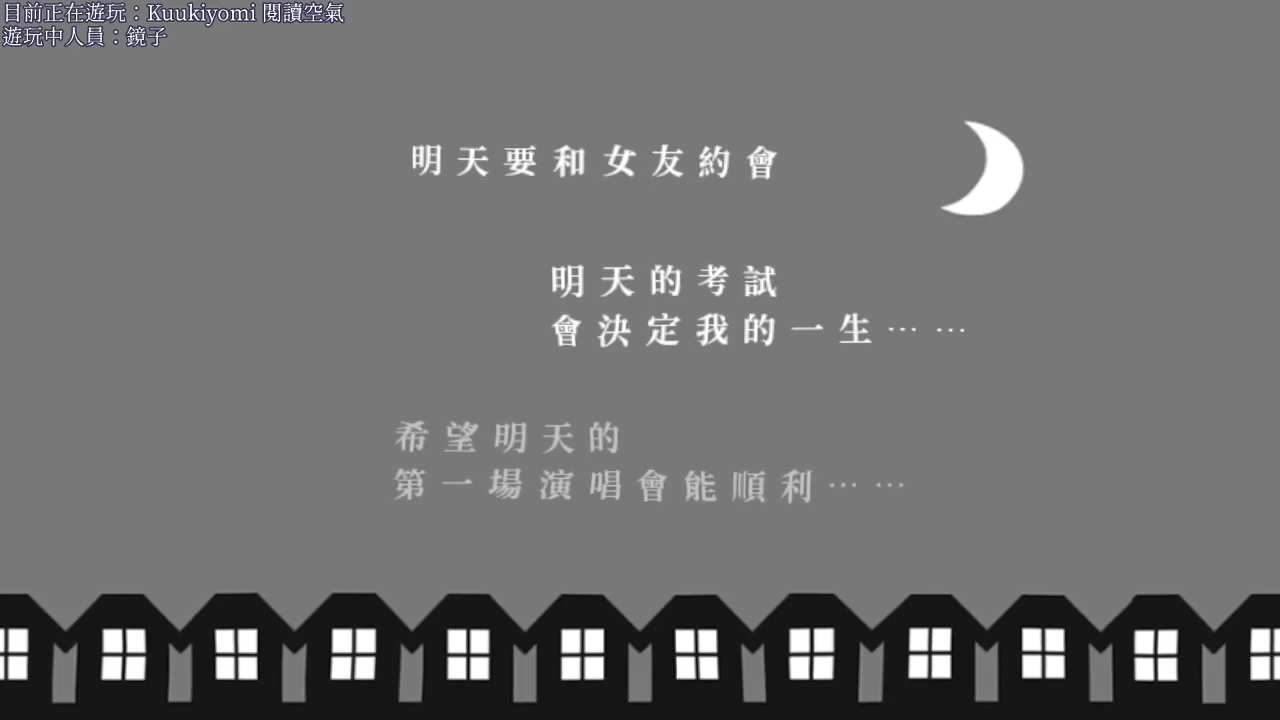 目前正在遊玩：Kuukiyomi 閱讀空氣
遊玩中人員：鏡子
明天要和女友約會
明天的考試
會決定我的一生……
希望明天的
第一場演唱會能順利……